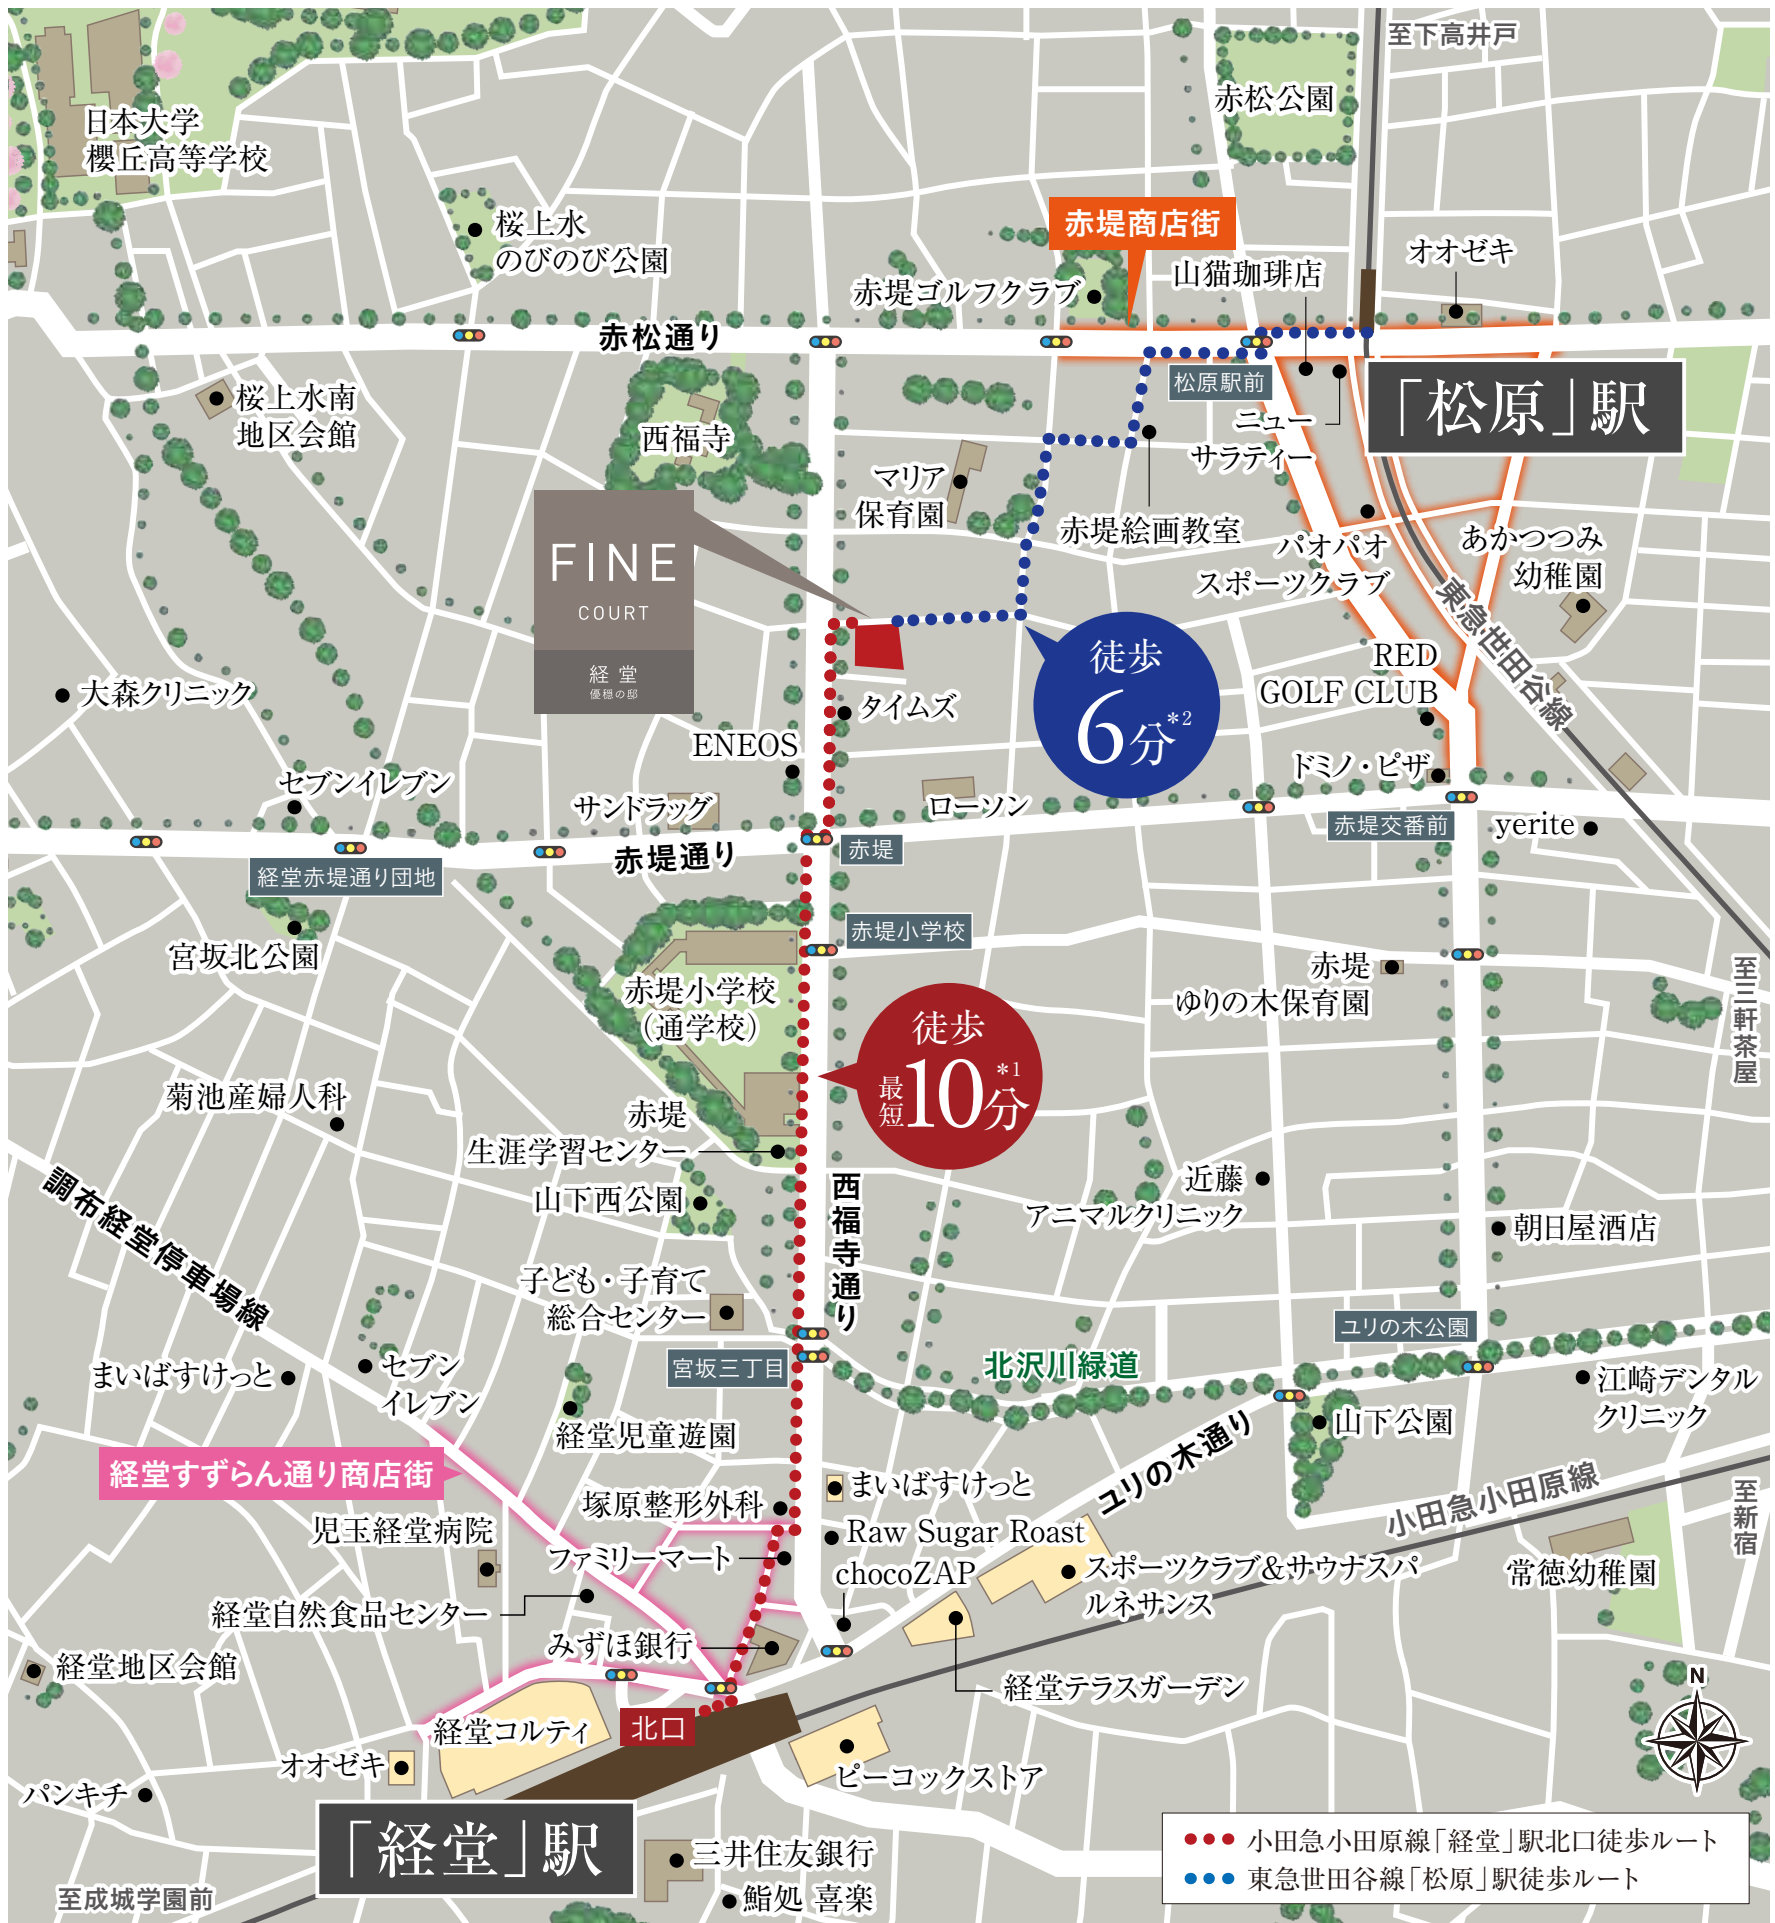 至下高井戸
赤松公園
日本大学
櫻丘高等学校
桜上水
のびのび公園
赤堤商店街
オオゼキ
山猫珈琲店
赤堤ゴルフクラブ
赤松通り
松原駅前
「松原」駅
桜上水南
地区会館
西福寺
ニュー
サラティー
マリア
保育園
赤堤絵画教室
パオパオ
スポーツクラブ
あかつつみ
幼稚園
FINE
COURT
経堂
優穏の邸
東急世田谷線
徒歩
6分*2
RED
GOLF CLUB
大森クリニック
タイムズ
ENEOS
セブンイレブン
サンドラッグ
ローソン
ドミノ・ピザ
赤堤交番前
yerite
赤堤通り
赤堤
経堂赤堤通り団地
赤堤小学校
宮坂北公園
赤堤小学校
(通学校)
赤堤
ゆりの木保育園
至三軒茶屋
徒歩
最短10分*1
菊池産婦人科
赤堤
生涯学習センター
山下西公園
近藤
アニマルクリニック
西福寺通り
朝日屋酒店
調布経堂停車場線
子ども・子育て
総合センター
ユリの木公園
宮坂三丁目
北沢川緑道
まいばすけっと
セブン
イレブン
江崎デンタル
クリニック
経堂児童遊園
山下公園
ユリの木通り
経堂すずらん通り商店街
塚原整形外科
まいばすけっと
小田急小田原線
至新宿
児玉経堂病院
Raw Sugar Roast
ファミリーマート
chocoZAP
スポーツクラブ&サウナスパ
ルネサンス
常徳幼稚園
経堂自然食品センター
みずほ銀行
経堂地区会館
経堂テラスガーデン
N
経堂コルティ
北口
オオゼキ
ピーコックストア
パンキチ
「経堂」駅
三井住友銀行
鮨処 喜楽
至成城学園前
小田急小田原線「経堂」駅北口徒歩ルート
東急世田谷線「松原」駅徒歩ルート